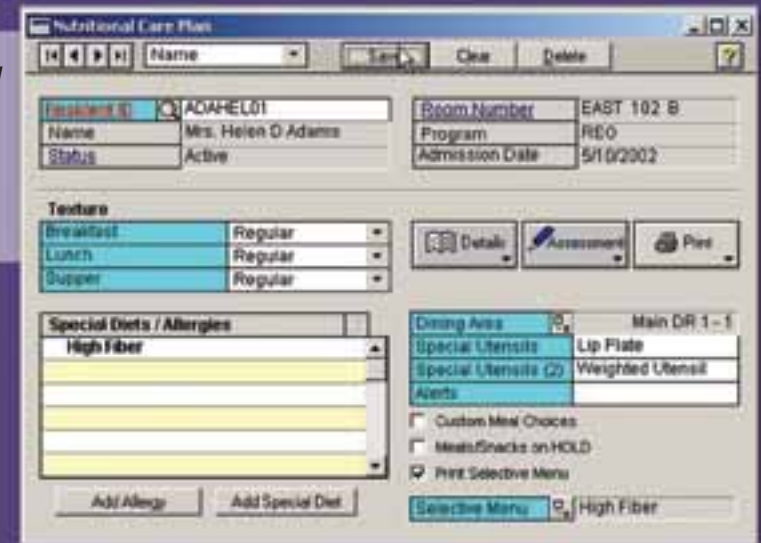 Nutritional Care Plan
Name Save Clear Delete ?
Resident ID ADAHEL01
Name Mrs. Helen D Adams
Status Active
Room Number EAST 102 B
Program REO
Admission Date 5/10/2002
Texture
Breakfast Regular
Lunch Regular
Supper Regular
Details Assessment Print
Special Diets / Allergies
High Fiber
Add Allergy Add Special Diet
Dining Area Main DR 1 - 1
Special Utensils Lip Plate
Special Utensils (2) Weighted Utensil
Alerts
Custom Meal Choices
Meals/Snacks on HOLD
Print Selective Menu
Selective Menu High Fiber